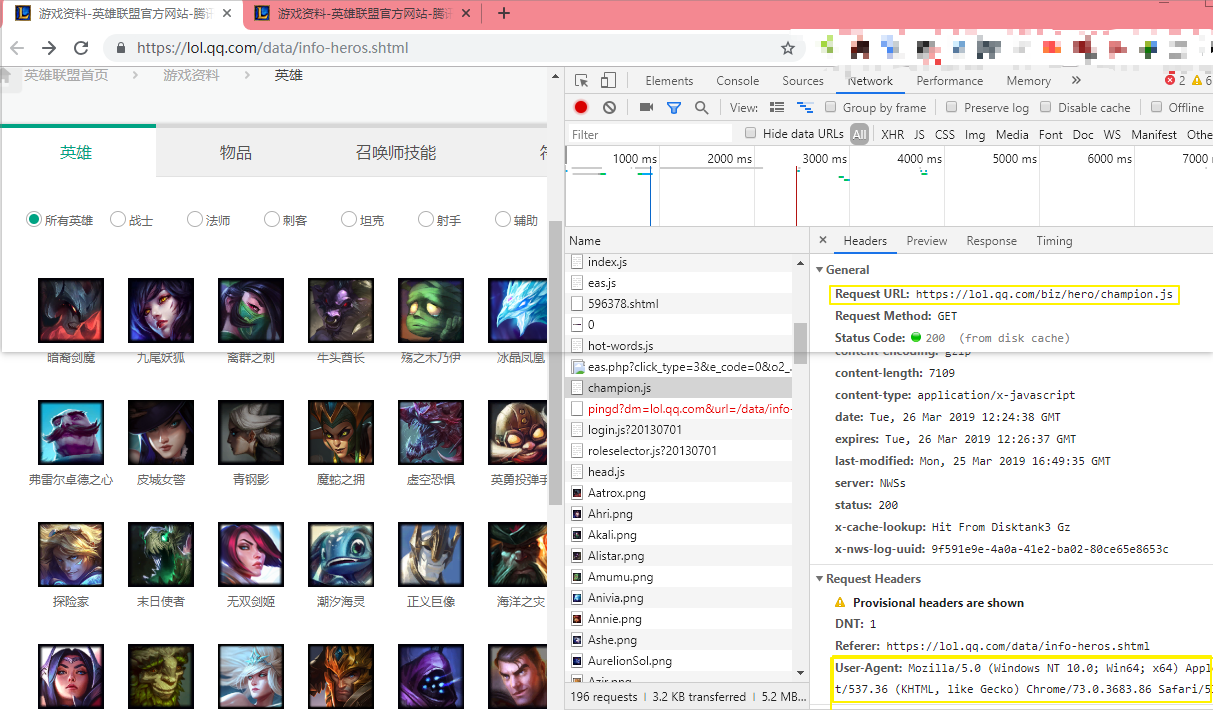 游戏资料-英雄联盟官方网站-腾讯
游戏资料-英雄联盟官方网站-腾讯
https://lol.qq.com/data/info-heros.shtml
英雄联盟首页 > 游戏资料 > 英雄
英雄 物品 召唤师技能
所有英雄 战士 法师 刺客 坦克 射手 辅助
暗裔剑魔 九尾妖狐 离群之刺 牛头酋长 殇之木乃伊 冰晶凤凰
弗雷尔卓德之心 皮城女警 青钢影 魔蛇之拥 虚空恐惧 英勇投弹手
探险家 末日使者 无双剑姬 潮汐海灵 正义巨像 海洋之灾
Elements Console Sources Network Performance Memory » 2 6
View: Group by frame Preserve log Disable cache Offline
Filter Hide data URLs All XHR JS CSS Img Media Font Doc WS Manifest Othe
1000 ms 2000 ms 3000 ms 4000 ms 5000 ms 6000 ms 7000
Name
index.js
eas.js
596378.shtml
0
hot-words.js
eas.php?click_type=3&e_code=0&o2_
champion.js
pingd?dm=lol.qq.com&url=/data/info-
login.js?20130701
roleselector.js?20130701
head.js
Aatrox.png
Ahri.png
Akali.png
Alistar.png
Amumu.png
Anivia.png
Annie.png
Ashe.png
AurelionSol.png
Azir.png
196 requests 3.2 KB transferred 5.2 MB...
× Headers Preview Response Timing
General
Request URL: https://lol.qq.com/biz/hero/champion.js
Request Method: GET
Status Code: 200 (from disk cache)
content-encoding: gzip
content-length: 7109
content-type: application/x-javascript
date: Tue, 26 Mar 2019 12:24:38 GMT
expires: Tue, 26 Mar 2019 12:26:37 GMT
last-modified: Mon, 25 Mar 2019 16:49:35 GMT
server: NWSs
status: 200
x-cache-lookup: Hit From Disktank3 Gz
x-nws-log-uuid: 9f591e9e-4a0a-41e2-ba02-80ce65e8653c
Request Headers
Provisional headers are shown
DNT: 1
Referer: https://lol.qq.com/data/info-heros.shtml
User-Agent: Mozilla/5.0 (Windows NT 10.0; Win64; x64) Appl
t/537.36 (KHTML, like Gecko) Chrome/73.0.3683.86 Safari/53